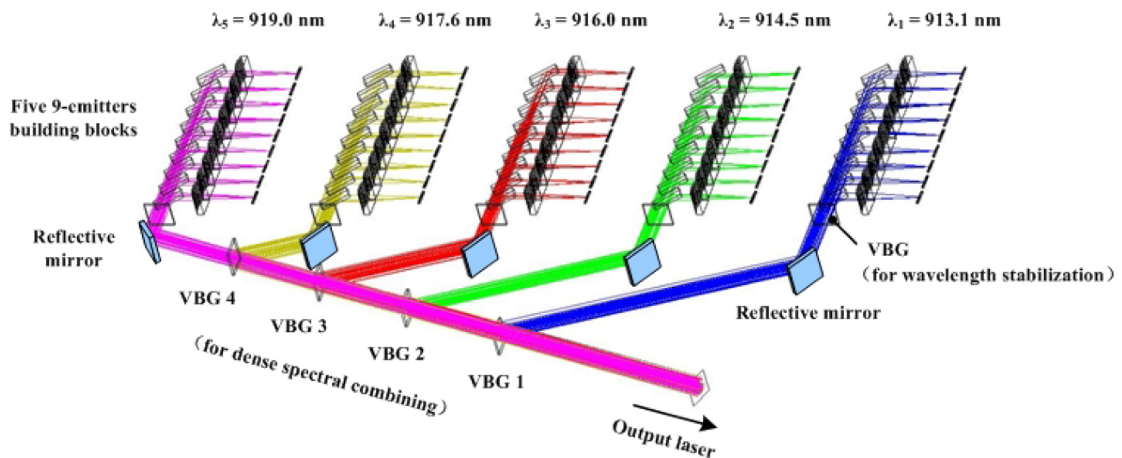 λ₅ = 919.0 nm
λ₄ = 917.6 nm
λ₃ = 916.0 nm
λ₂ = 914.5 nm
λ₁ = 913.1 nm
Five 9-emitters
building blocks
Reflective
mirror
VBG 4
VBG 3
VBG 2
VBG 1
(for dense spectral combining)
VBG
(for wavelength stabilization)
Reflective mirror
Output laser